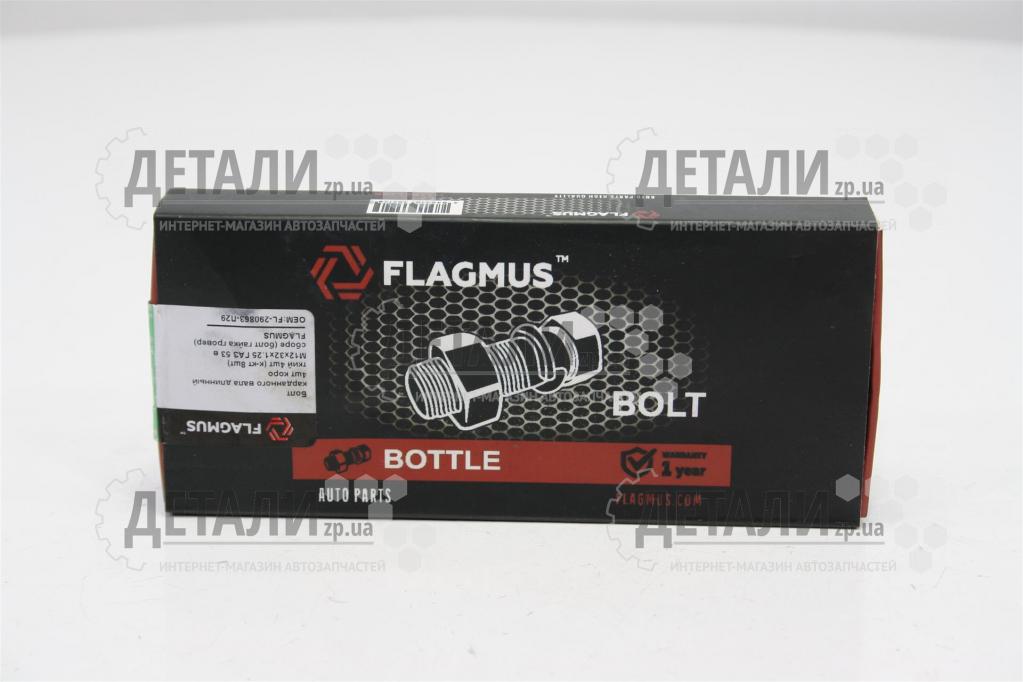 ДЕТАЛИ zp.ua
ИНТЕРНЕТ-МАГАЗИН АВТОЗАПЧАСТЕЙ
ДЕТАЛИ zp.ua
ИНТЕРНЕТ-МАГАЗИН АВТОЗАПЧАСТЕЙ
FLAGMUS
FLAGMUS™
BOLT
BOTTLE
WARRANTY
1 year
AUTO PARTS
FLAGMUS.COM
FLAGMUS™
Болт
карданного вала длинный
4шт коро
ткий 4шт (к-кт 8шт)
М12х32х1.25 ГАЗ 53 в
сборе (болт гайка гровер)
FLAGMUS
OEM:FL-290863-П29
ДЕТАЛИ zp.ua
ИНТЕРНЕТ-МАГАЗИН АВТОЗАПЧАСТЕЙ
ДЕТАЛИ zp.ua
ИНТЕРНЕТ-МАГАЗИН АВТОЗАПЧАСТЕЙ